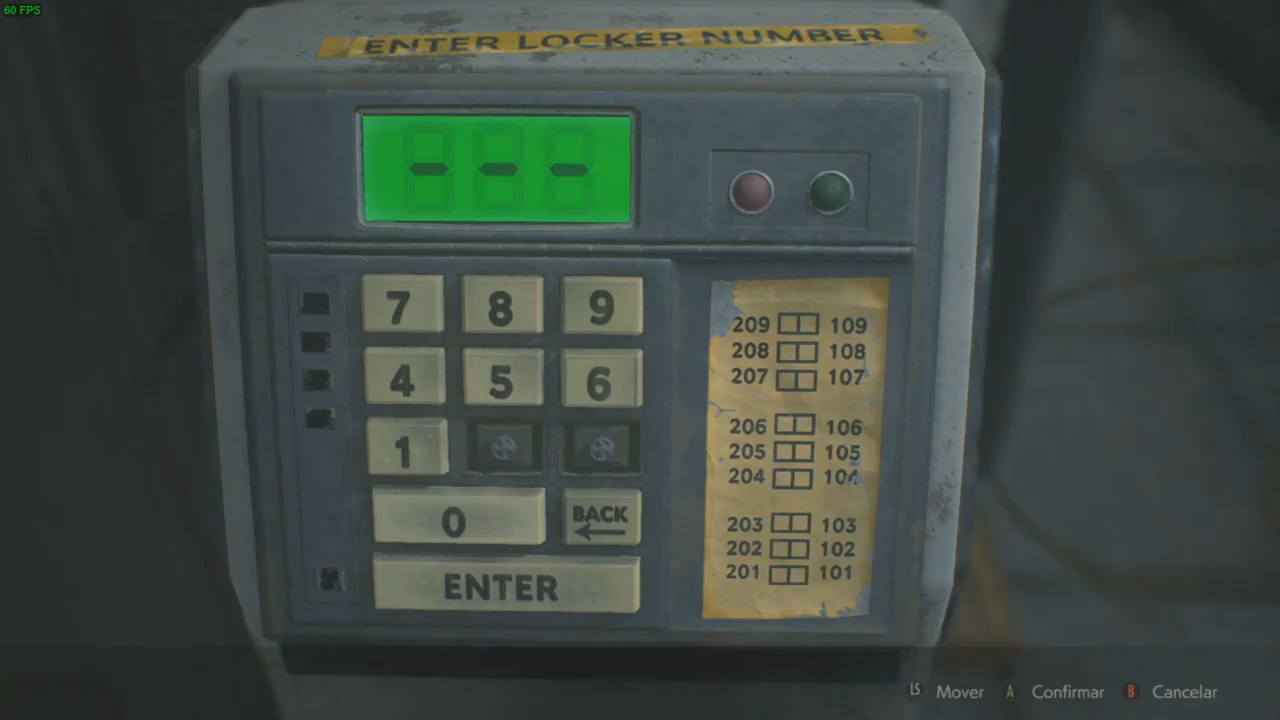 60 FPS
ENTER LOCKER NUMBER
7 8 9
4 5 6
1
0 BACK
ENTER
209 109
208 108
207 107
206 106
205 105
204 104
203 103
202 102
201 101
LS Mover A Confirmar B Cancelar